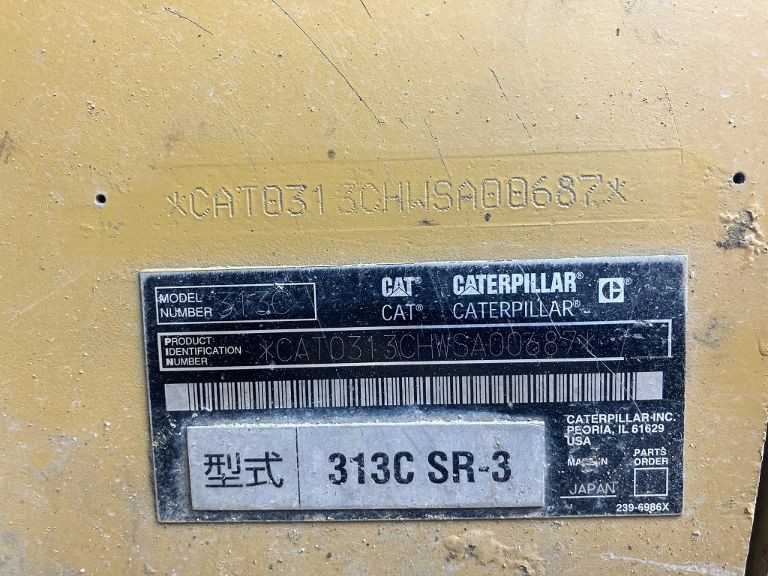 *CAT0313CHWSA00687*
MODEL NUMBER 313C
CAT® CATERPILLAR® C
CAT® CATERPILLAR®
PRODUCT IDENTIFICATION NUMBER *CAT0313CHWSA00687*
CATERPILLAR INC.
PEORIA, IL 61629
USA
MADE IN JAPAN
PARTS ORDER
型式 313C SR-3
239-6986X